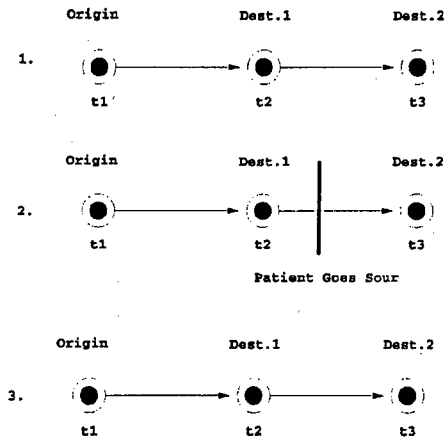 Origin Dest.1 Dest.2
1.
t1 t2 t3
Origin Dest.1 Dest.2
2.
t1 t2 t3
Patient Goes Sour
Origin Dest.1 Dest.2
3.
t1 t2 t3